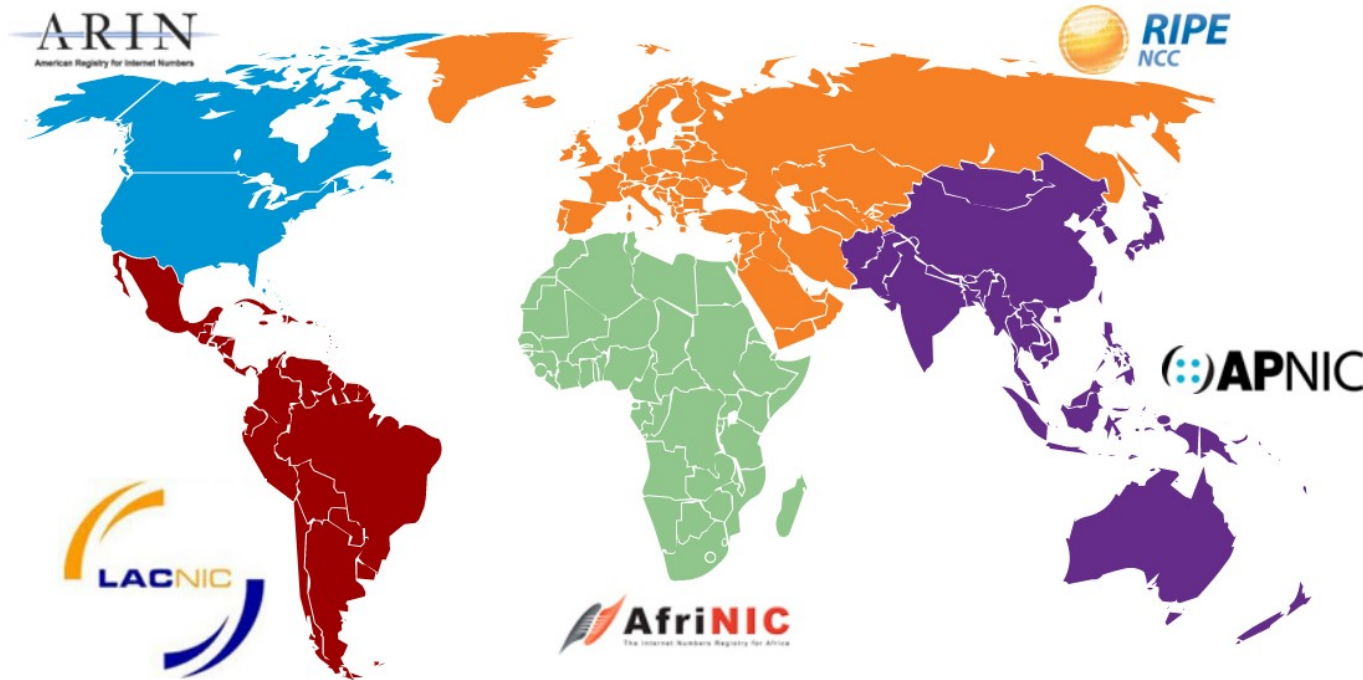 ARIN
American Registry for Internet Numbers
RIPE
NCC
APNIC
LACNIC
AfriNIC
The Internet Numbers Registry for Africa